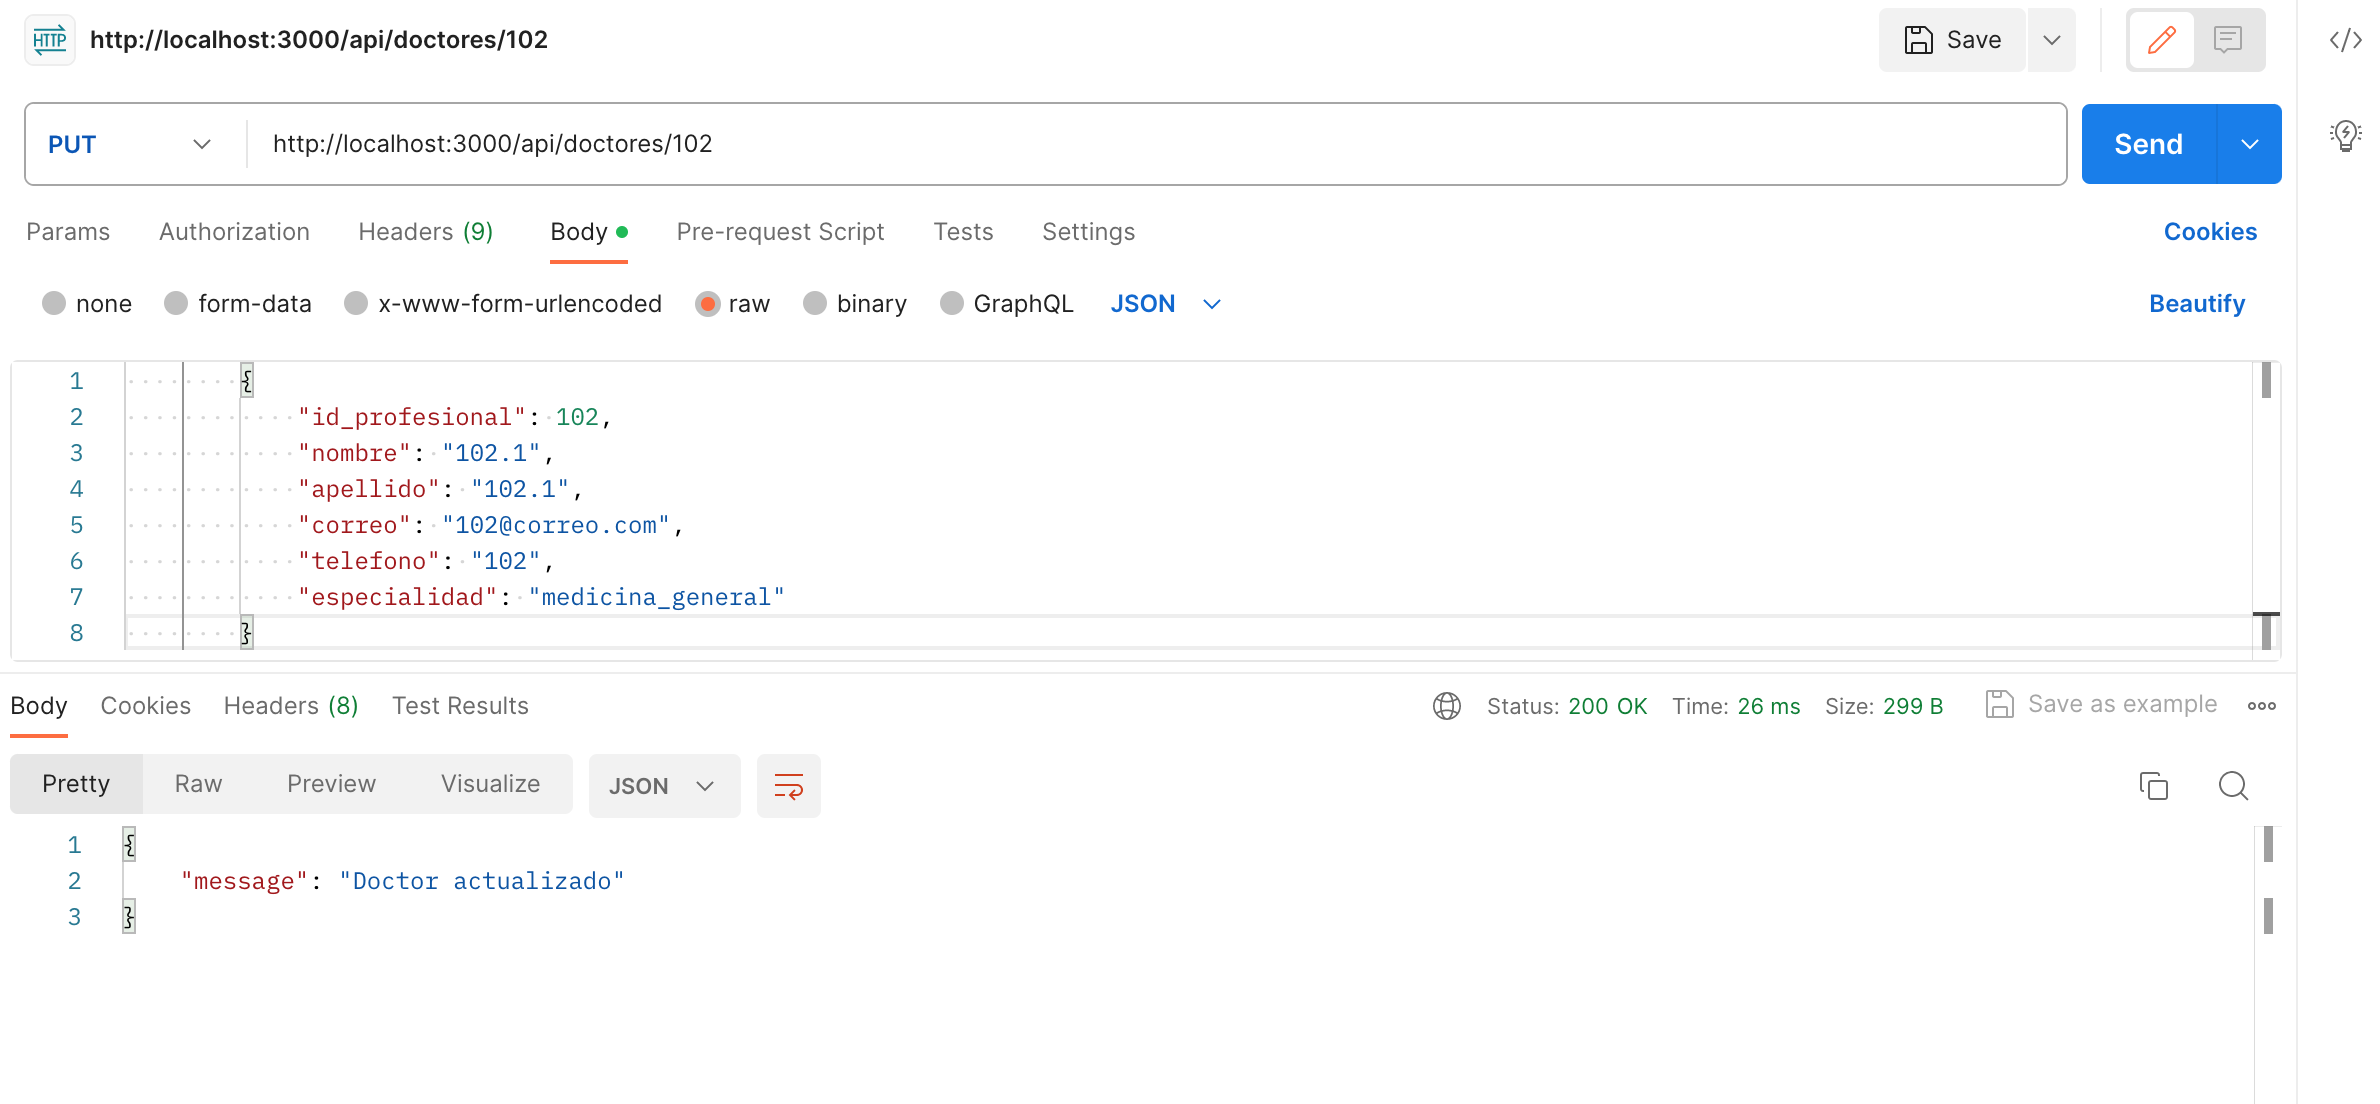 HTTP http://localhost:3000/api/doctores/102 Save
PUT http://localhost:3000/api/doctores/102 Send
Params Authorization Headers (9) Body Pre-request Script Tests Settings Cookies
none form-data x-www-form-urlencoded raw binary GraphQL JSON Beautify
1 {
2 "id_profesional": 102,
3 "nombre": "102.1",
4 "apellido": "102.1",
5 "correo": "102@correo.com",
6 "telefono": "102",
7 "especialidad": "medicina_general"
8 }
Body Cookies Headers (8) Test Results Status: 200 OK Time: 26 ms Size: 299 B Save as example
Pretty Raw Preview Visualize JSON
1 {
2 "message": "Doctor actualizado"
3 }